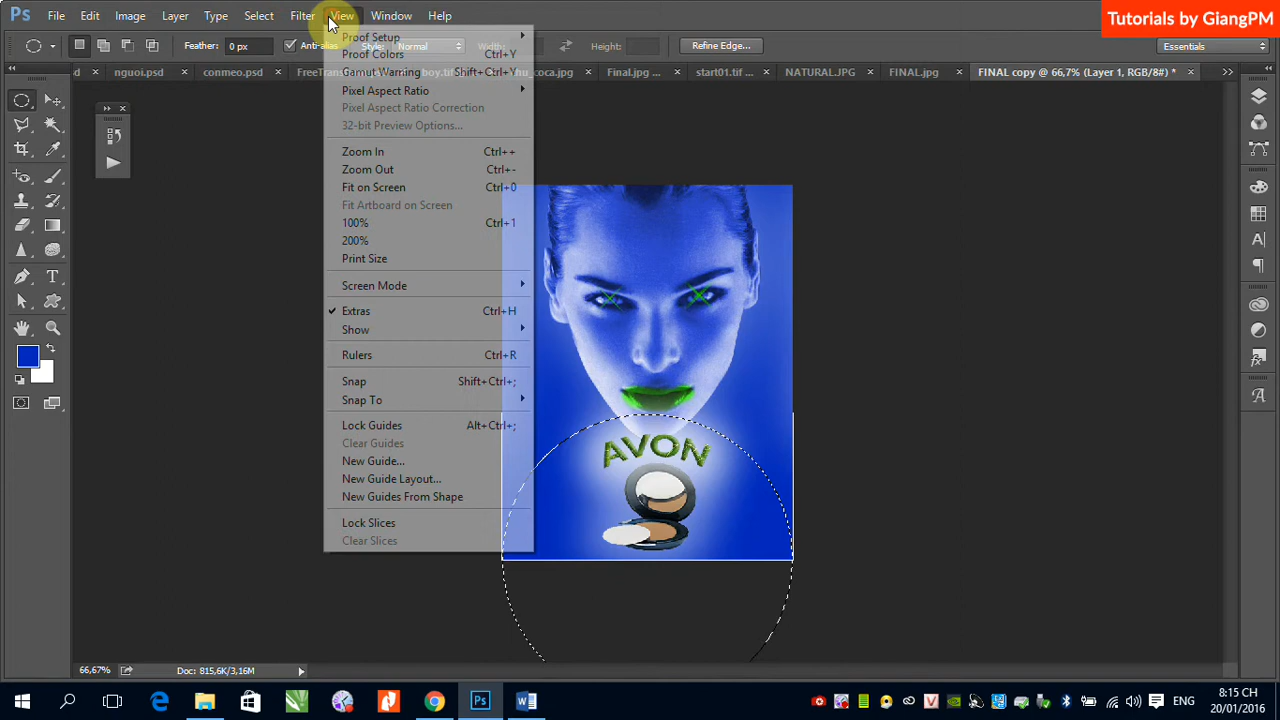 Ps File Edit Image Layer Type Select Filter View Window Help
Tutorials by GiangPM
Feather: 0 px Anti-alias Style: Normal Width: Height: Refine Edge... Essentials
nguoi.psd × conmeo.psd × boy.tif × coca.jpg × Final.jpg ... × start01.tif ... × NATURAL.JPG × FINAL.jpg × FINAL copy @ 66,7% (Layer 1, RGB/8#) * ×
Proof Setup
Proof Colors Ctrl+Y
Gamut Warning Shift+Ctrl+Y
Pixel Aspect Ratio
Pixel Aspect Ratio Correction
32-bit Preview Options...
Zoom In Ctrl++
Zoom Out Ctrl+-
Fit on Screen Ctrl+0
Fit Artboard on Screen
100% Ctrl+1
200%
Print Size
Screen Mode
Extras Ctrl+H
Show
Rulers Ctrl+R
Snap Shift+Ctrl+;
Snap To
Lock Guides Alt+Ctrl+;
Clear Guides
New Guide...
New Guide Layout...
New Guides From Shape
Lock Slices
Clear Slices
AVON
66,67% Doc: 815,6K/3,16M
ENG
8:15 CH
20/01/2016